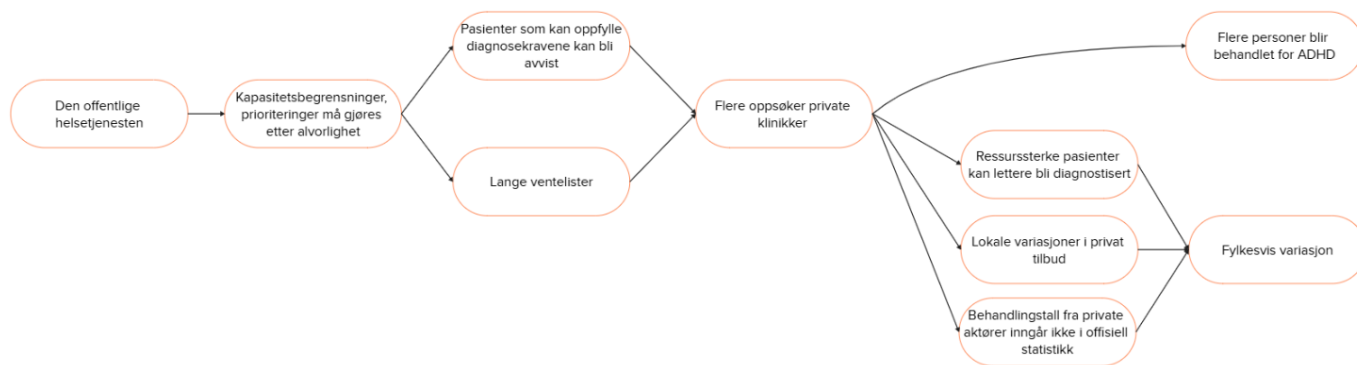 Den offentlige
helsetjenesten
Kapasitetsbegrensninger,
prioriteringer må gjøres
etter alvorlighet
Pasienter som kan oppfylle
diagnosekravene kan bli
avvist
Lange ventelister
Flere oppsøker private
klinikker
Flere personer blir
behandlet for ADHD
Ressurssterke pasienter
kan lettere bli diagnostisert
Lokale variasjoner i privat
tilbud
Behandlingstall fra private
aktører inngår ikke i offisiell
statistikk
Fylkesvis variasjon